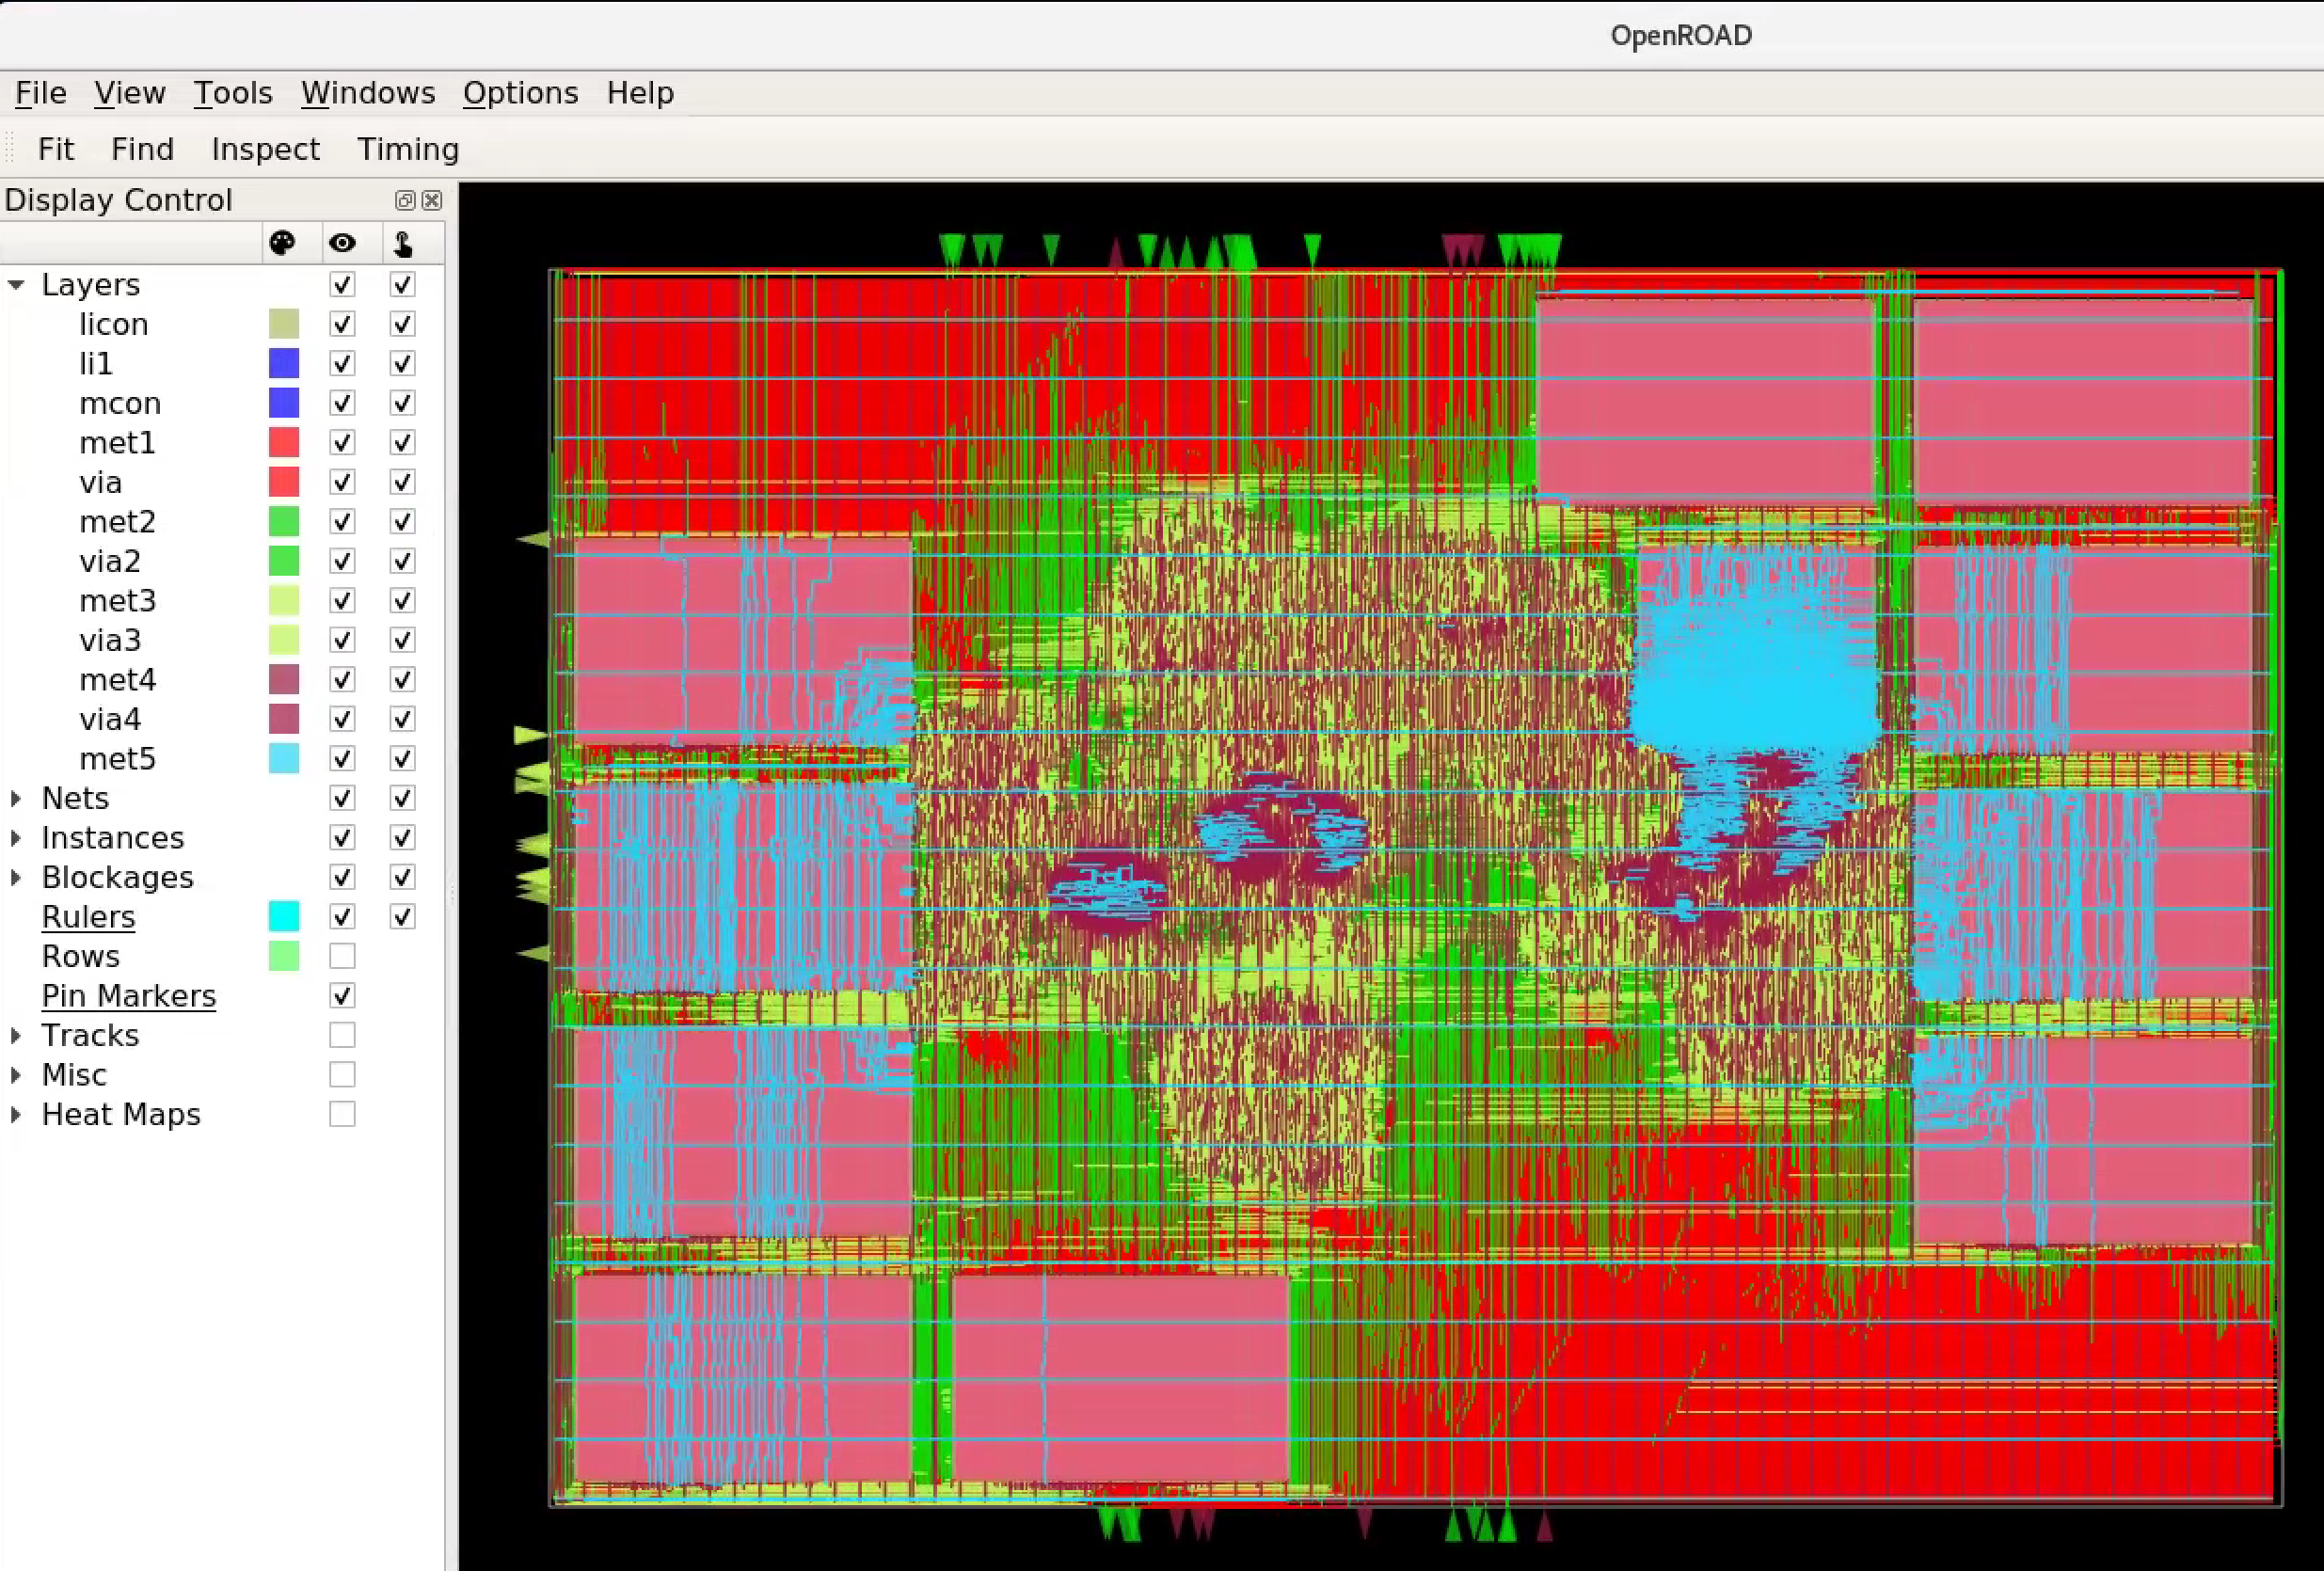 OpenROAD
File View Tools Windows Options Help
Fit Find Inspect Timing
Display Control
Layers
licon
li1
mcon
met1
via
met2
via2
met3
via3
met4
via4
met5
Nets
Instances
Blockages
Rulers
Rows
Pin Markers
Tracks
Misc
Heat Maps